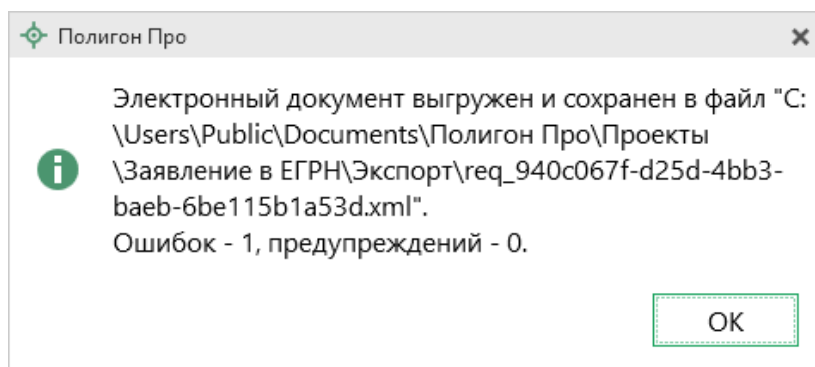 Полигон Про
Электронный документ выгружен и сохранен в файл "C:
\Users\Public\Documents\Полигон Про\Проекты
\Заявление в ЕГРН\Экспорт\req_940c067f-d25d-4bb3-
baeb-6be115b1a53d.xml".
Ошибок - 1, предупреждений - 0.
ОК